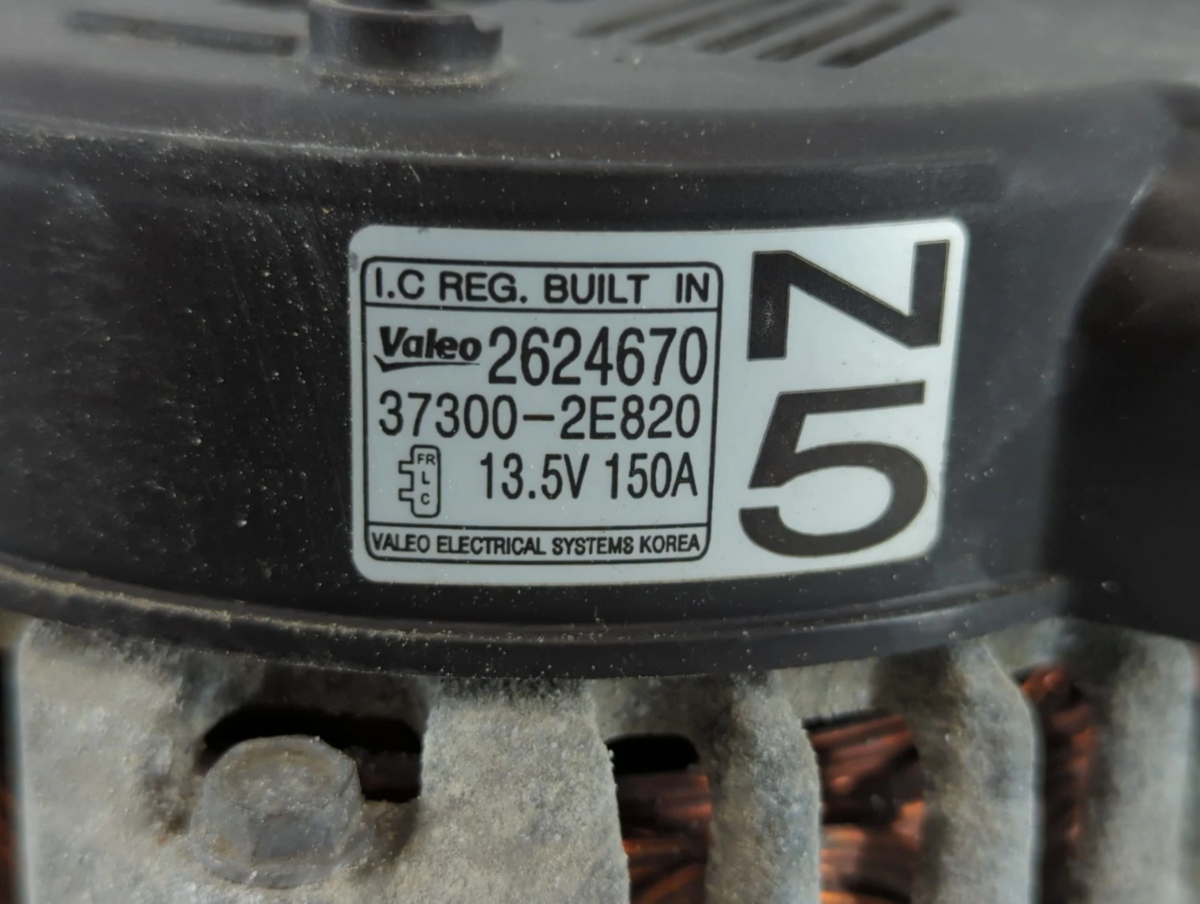 I.C REG. BUILT IN
Valeo 2624670
37300-2E820
FR
L
C
13.5V 150A
VALEO ELECTRICAL SYSTEMS KOREA
N
5